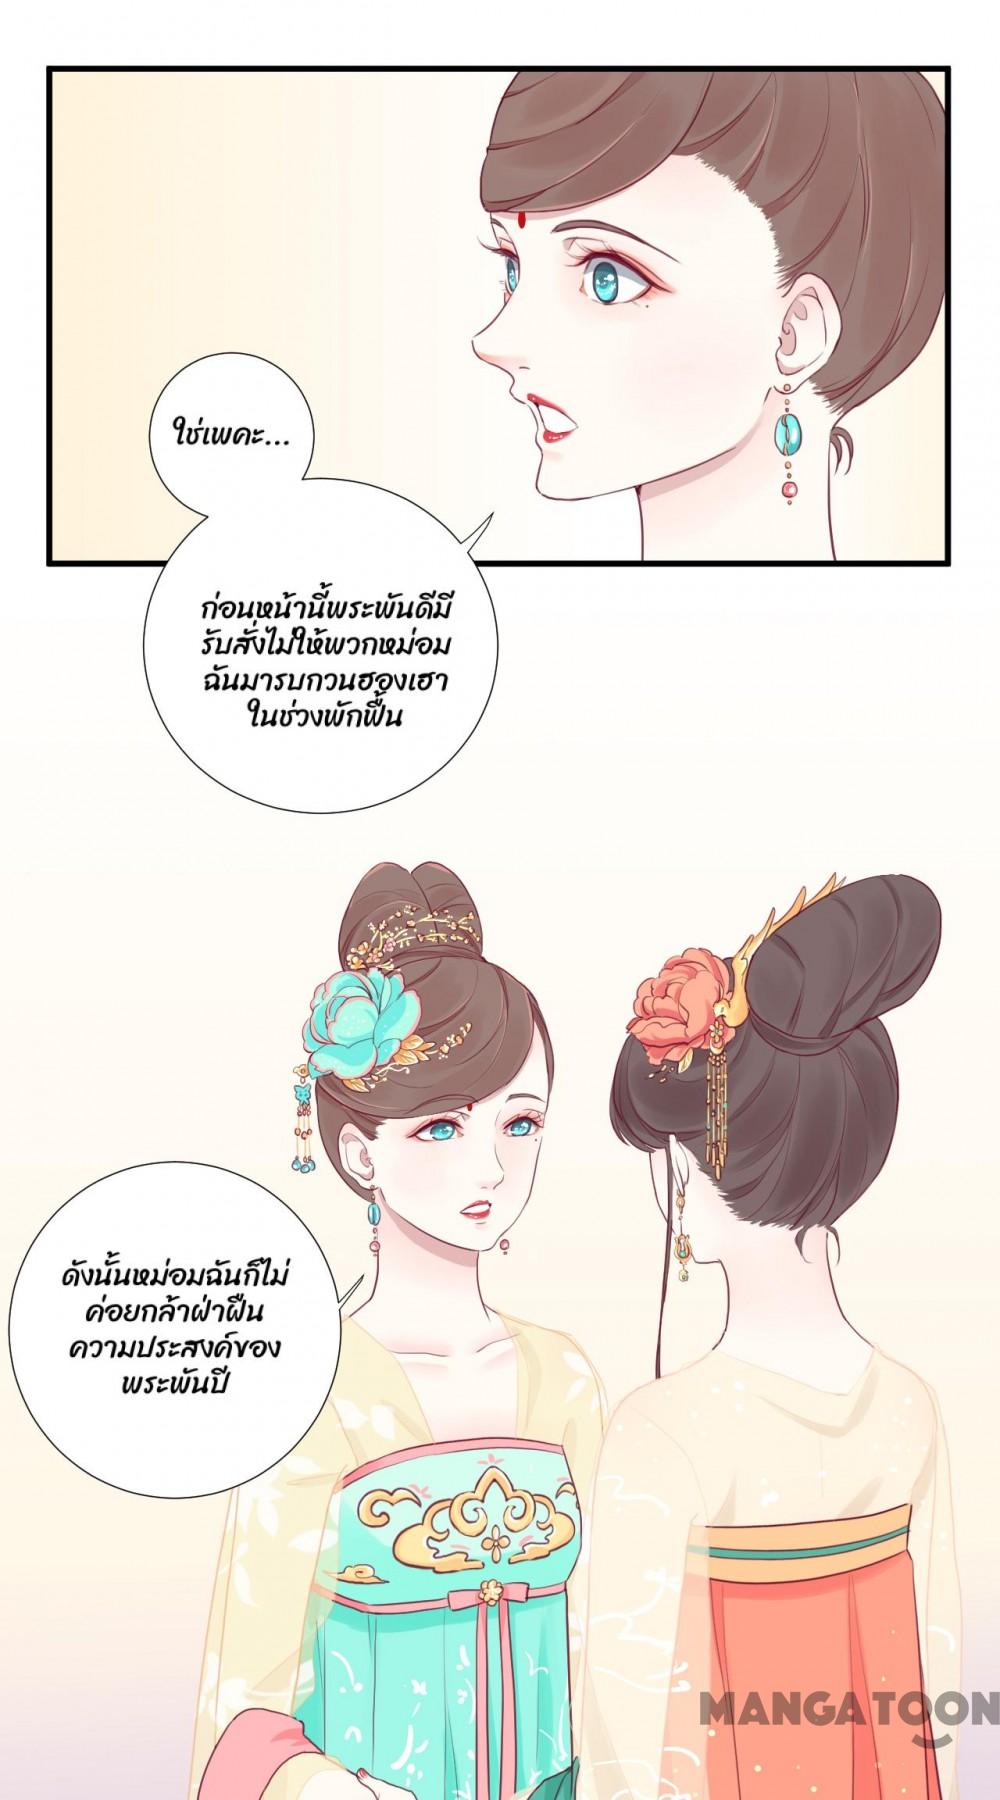 ใช่เพคะ...
ก่อนหน้านี้พระพันดีมี
รับสั่งไม่ให้พวกหม่อม
ฉันมารบกวนฮองเฮา
ในช่วงพักฟื้น
ดังนั้นหม่อมฉันก็ไม่
ค่อยกล้าฝ่าฝืน
ความประสงค์ของ
พระพันปี
MANGATOON